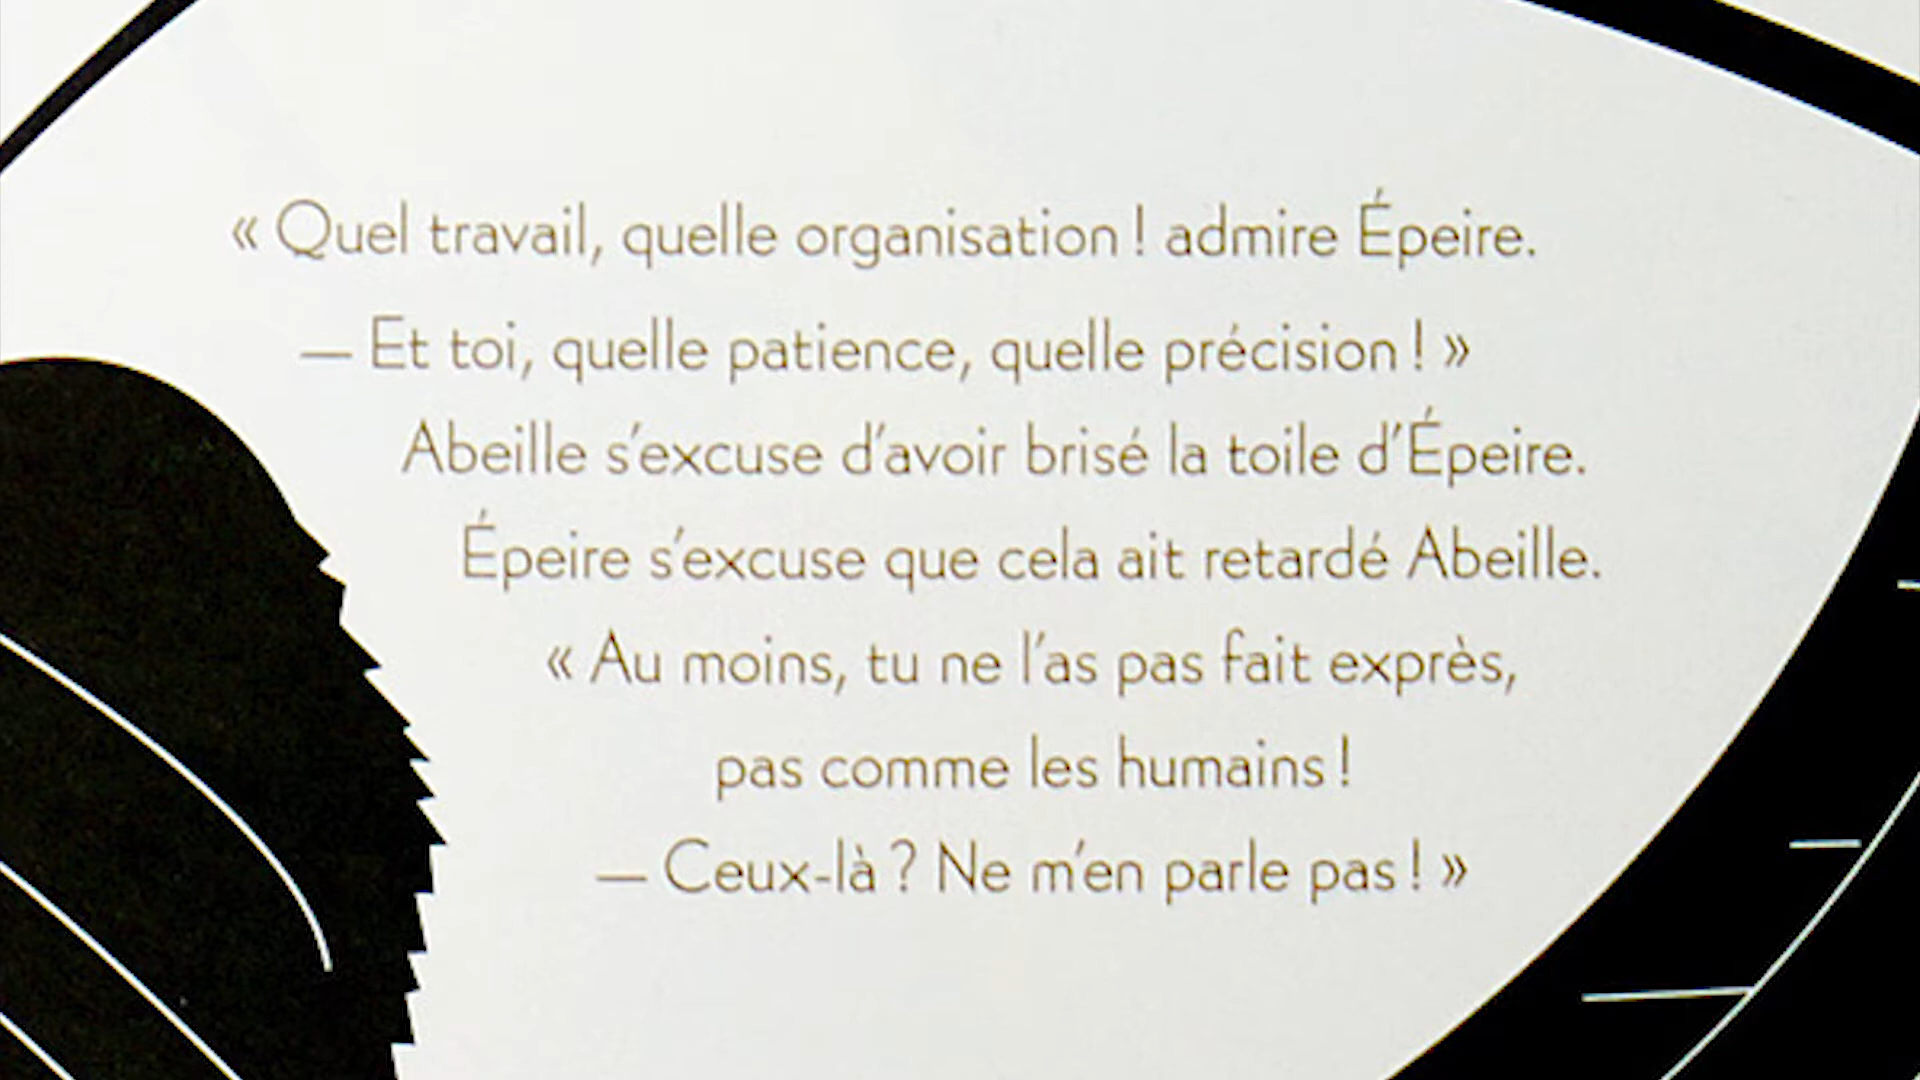 « Quel travail, quelle organisation ! admire Épeire.
— Et toi, quelle patience, quelle précision ! »
Abeille s'excuse d'avoir brisé la toile d'Épeire.
Épeire s'excuse que cela ait retardé Abeille.
« Au moins, tu ne l'as pas fait exprès,
pas comme les humains !
— Ceux-là ? Ne m'en parle pas ! »